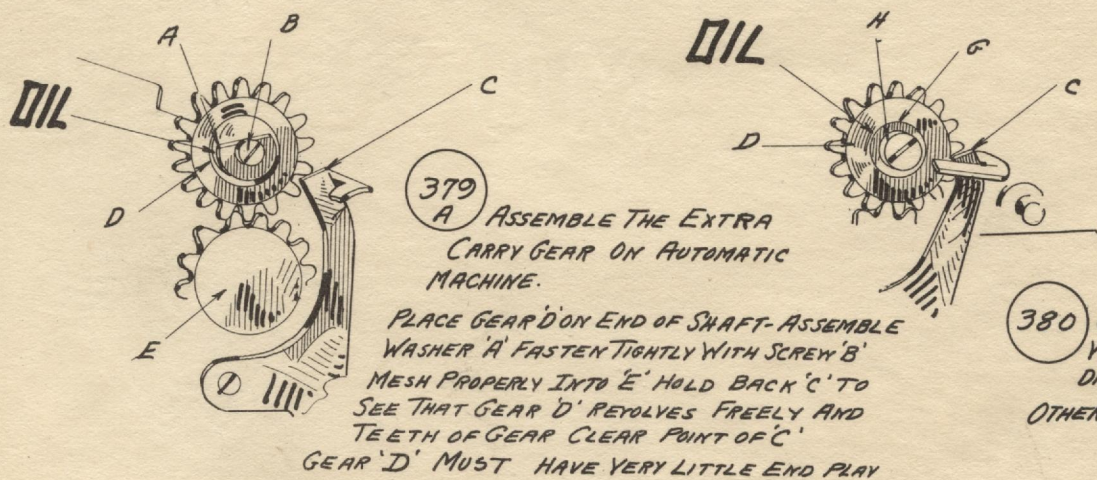 A
B
OIL
C
D
E
379
A
ASSEMBLE THE EXTRA
CARRY GEAR ON AUTOMATIC
MACHINE.
PLACE GEAR 'D' ON END OF SHAFT - ASSEMBLE
WASHER 'A' FASTEN TIGHTLY WITH SCREW 'B'
MESH PROPERLY INTO 'E' HOLD BACK 'C' TO
SEE THAT GEAR 'D' REVOLVES FREELY AND
TEETH OF GEAR CLEAR POINT OF 'C'
GEAR 'D' MUST HAVE VERY LITTLE END PLAY
OIL
H
G
C
D
380
OTHER